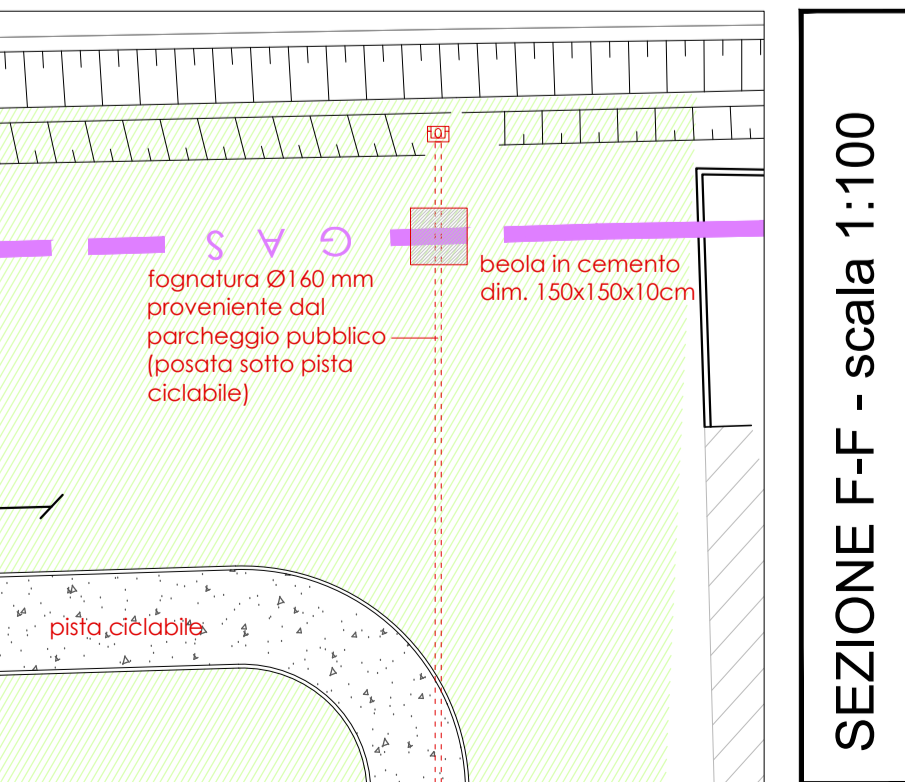 S A G
fognatura Ø160 mm
proveniente dal
parcheggio pubblico
(posata sotto pista
ciclabile)
beola in cemento
dim. 150x150x10cm
pista ciclabile
SEZIONE F-F - scala 1:100